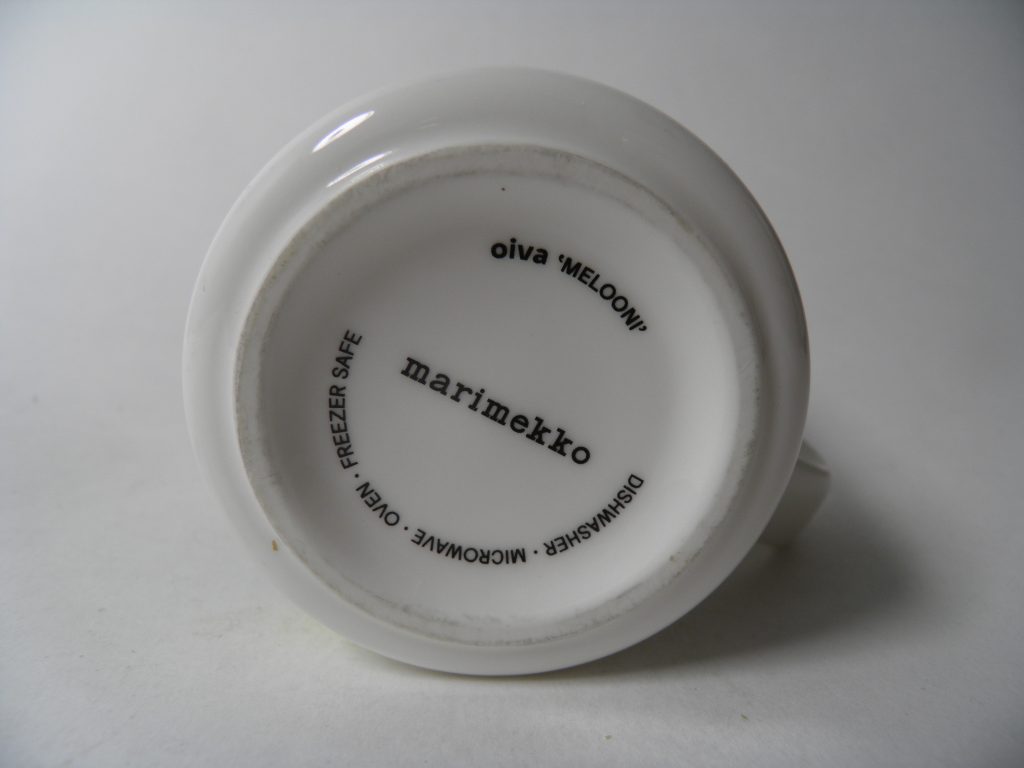 oiva ‘MELOONI’
marimekko
DISHWASHER · MICROWAVE · OVEN · FREEZER SAFE